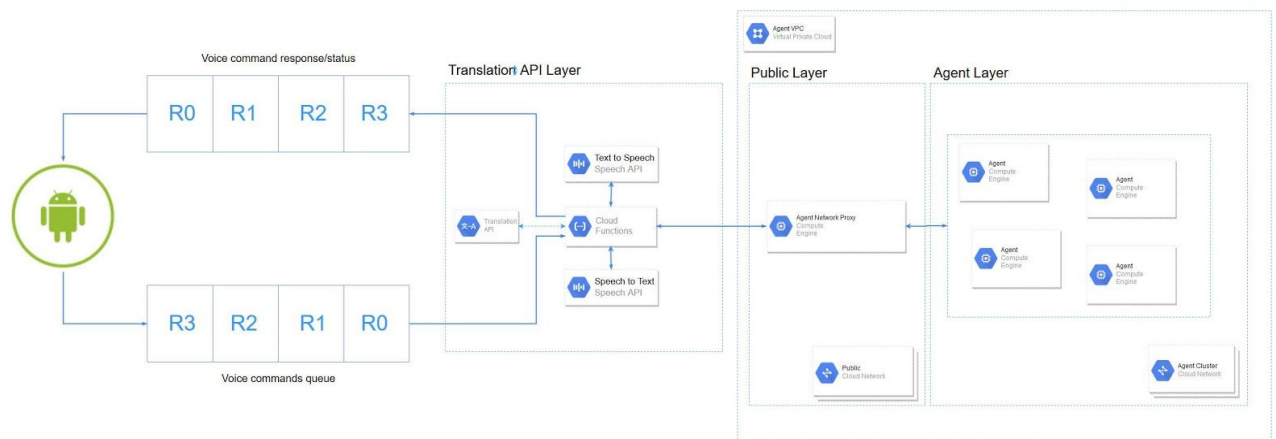 Agent VPC
Virtual Private Cloud
Voice command response/status
Translation API Layer
Public Layer
Agent Layer
R0 R1 R2 R3
Text to Speech
Speech API
Translation
API
Cloud
Functions
Speech to Text
Speech API
Agent Network Proxy
Compute
Engine
Agent
Compute
Engine
Agent
Compute
Engine
Agent
Compute
Engine
Agent
Compute
Engine
R3 R2 R1 R0
Voice commands queue
Public
Cloud Network
Agent Cluster
Cloud Network